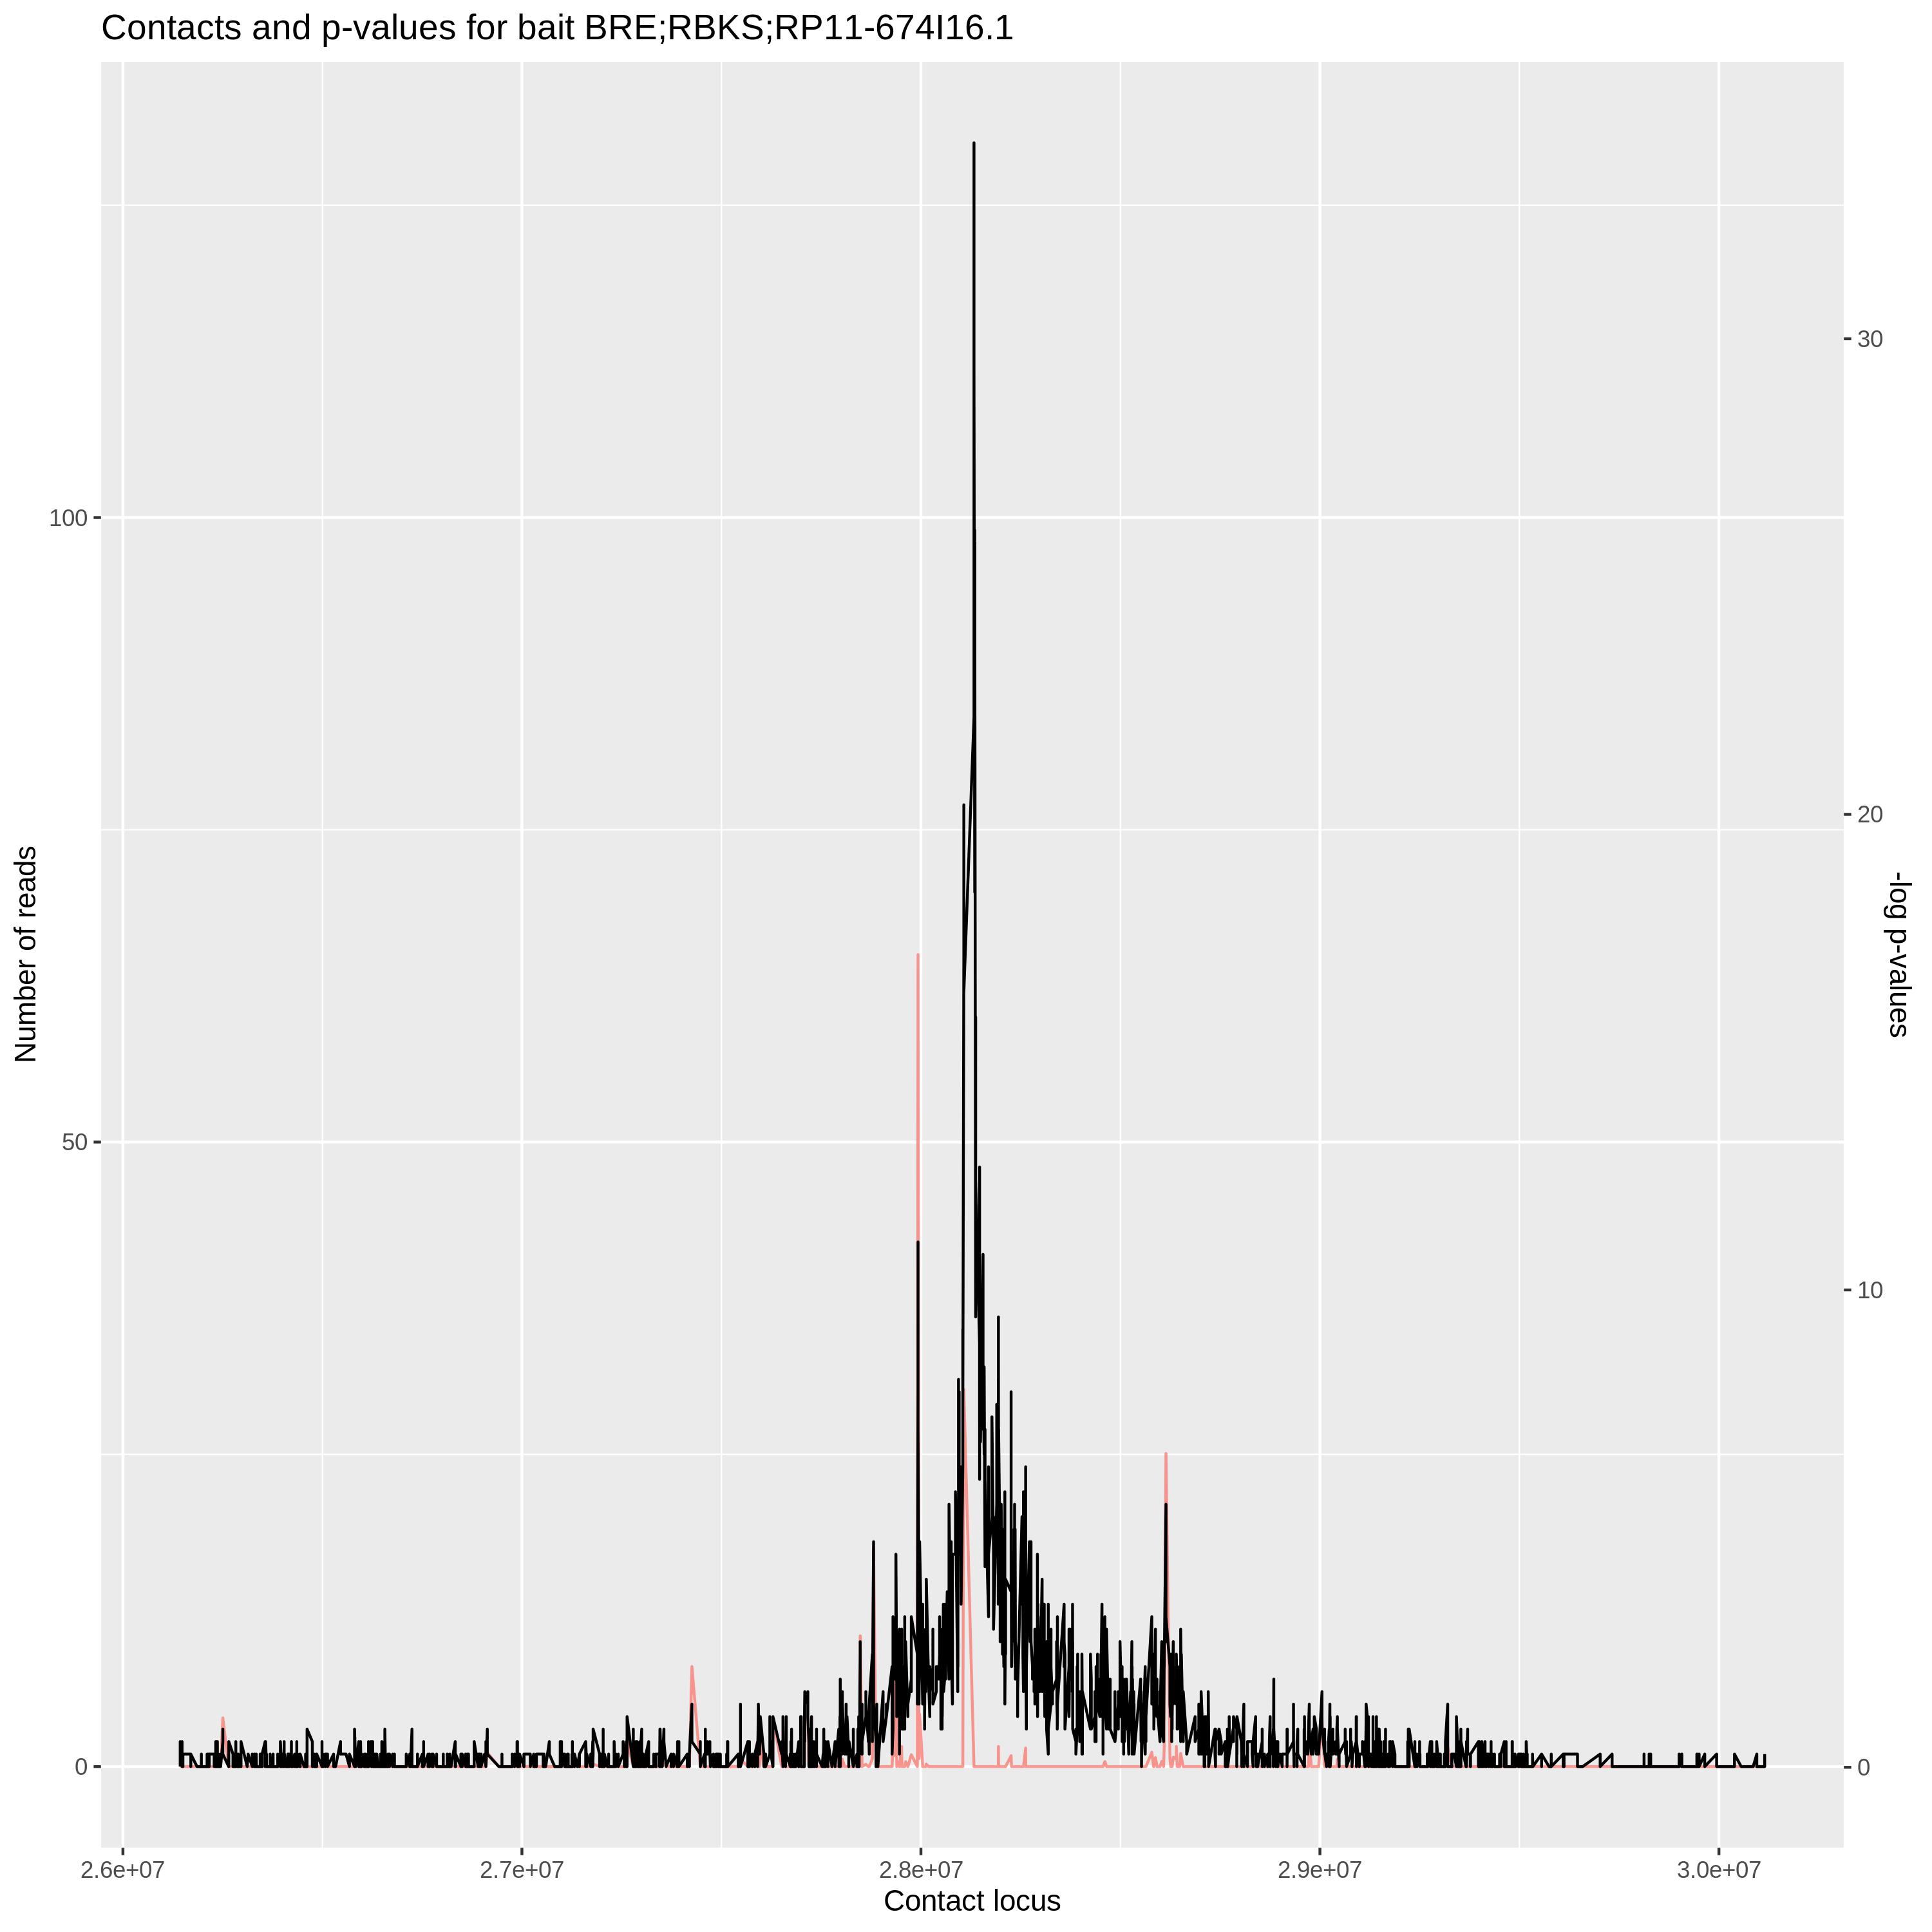 Contacts and p-values for bait BRE;RBKS;RP11-674I16.1
100
50
0
Number of reads
30
20
10
0
-log p-values
2.6e+07 2.7e+07 2.8e+07 2.9e+07 3.0e+07
Contact locus